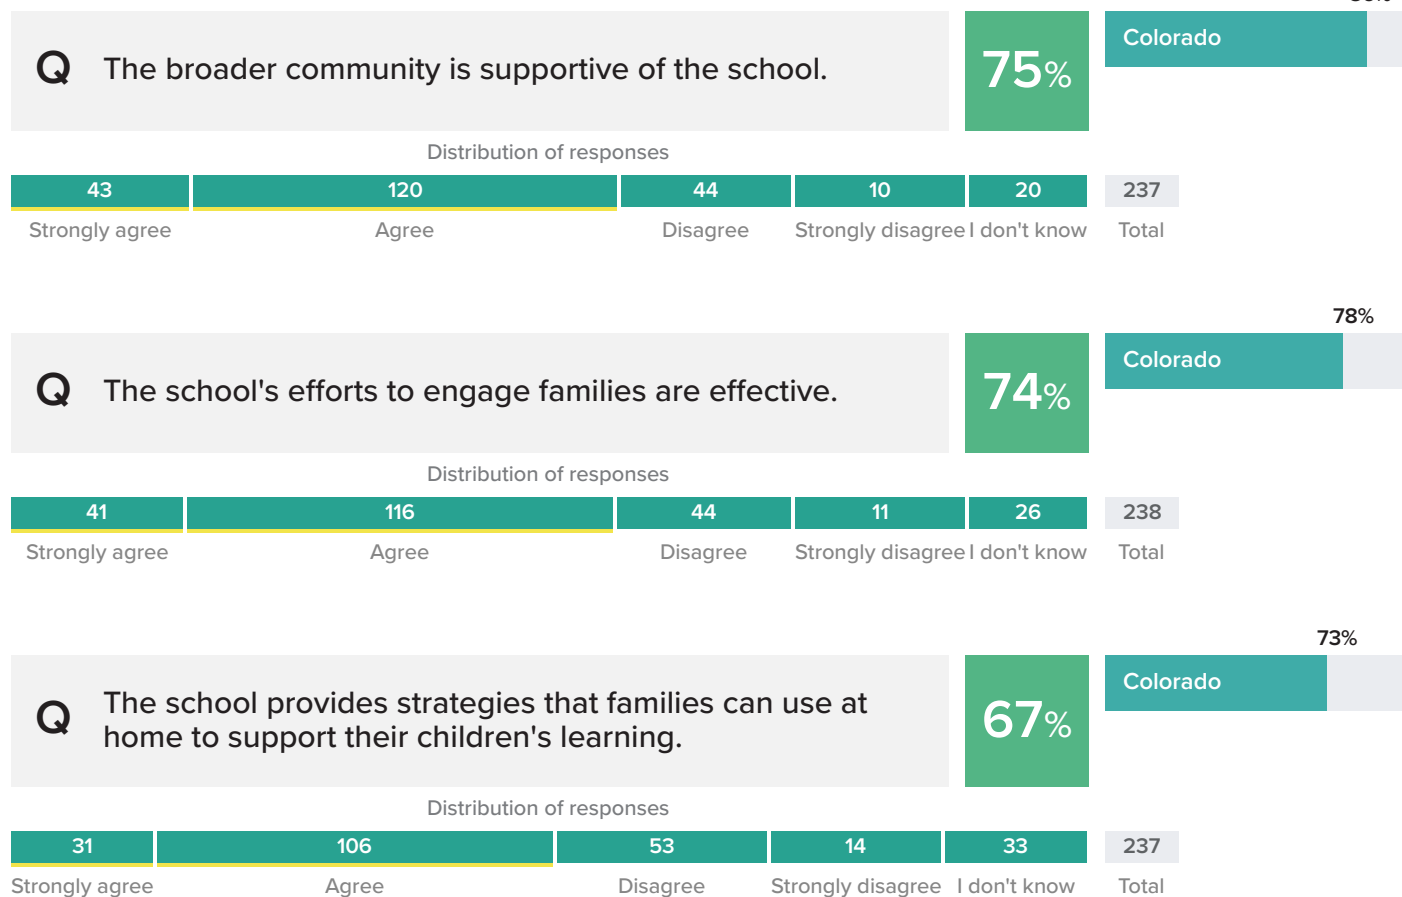 Q The broader community is supportive of the school. 75% Colorado
Distribution of responses
43 120 44 10 20 237
Strongly agree Agree Disagree Strongly disagree I don't know Total
78%
Q The school's efforts to engage families are effective. 74% Colorado
Distribution of responses
41 116 44 11 26 238
Strongly agree Agree Disagree Strongly disagree I don't know Total
73%
Q The school provides strategies that families can use at
home to support their children's learning. 67% Colorado
Distribution of responses
31 106 53 14 33 237
Strongly agree Agree Disagree Strongly disagree I don't know Total